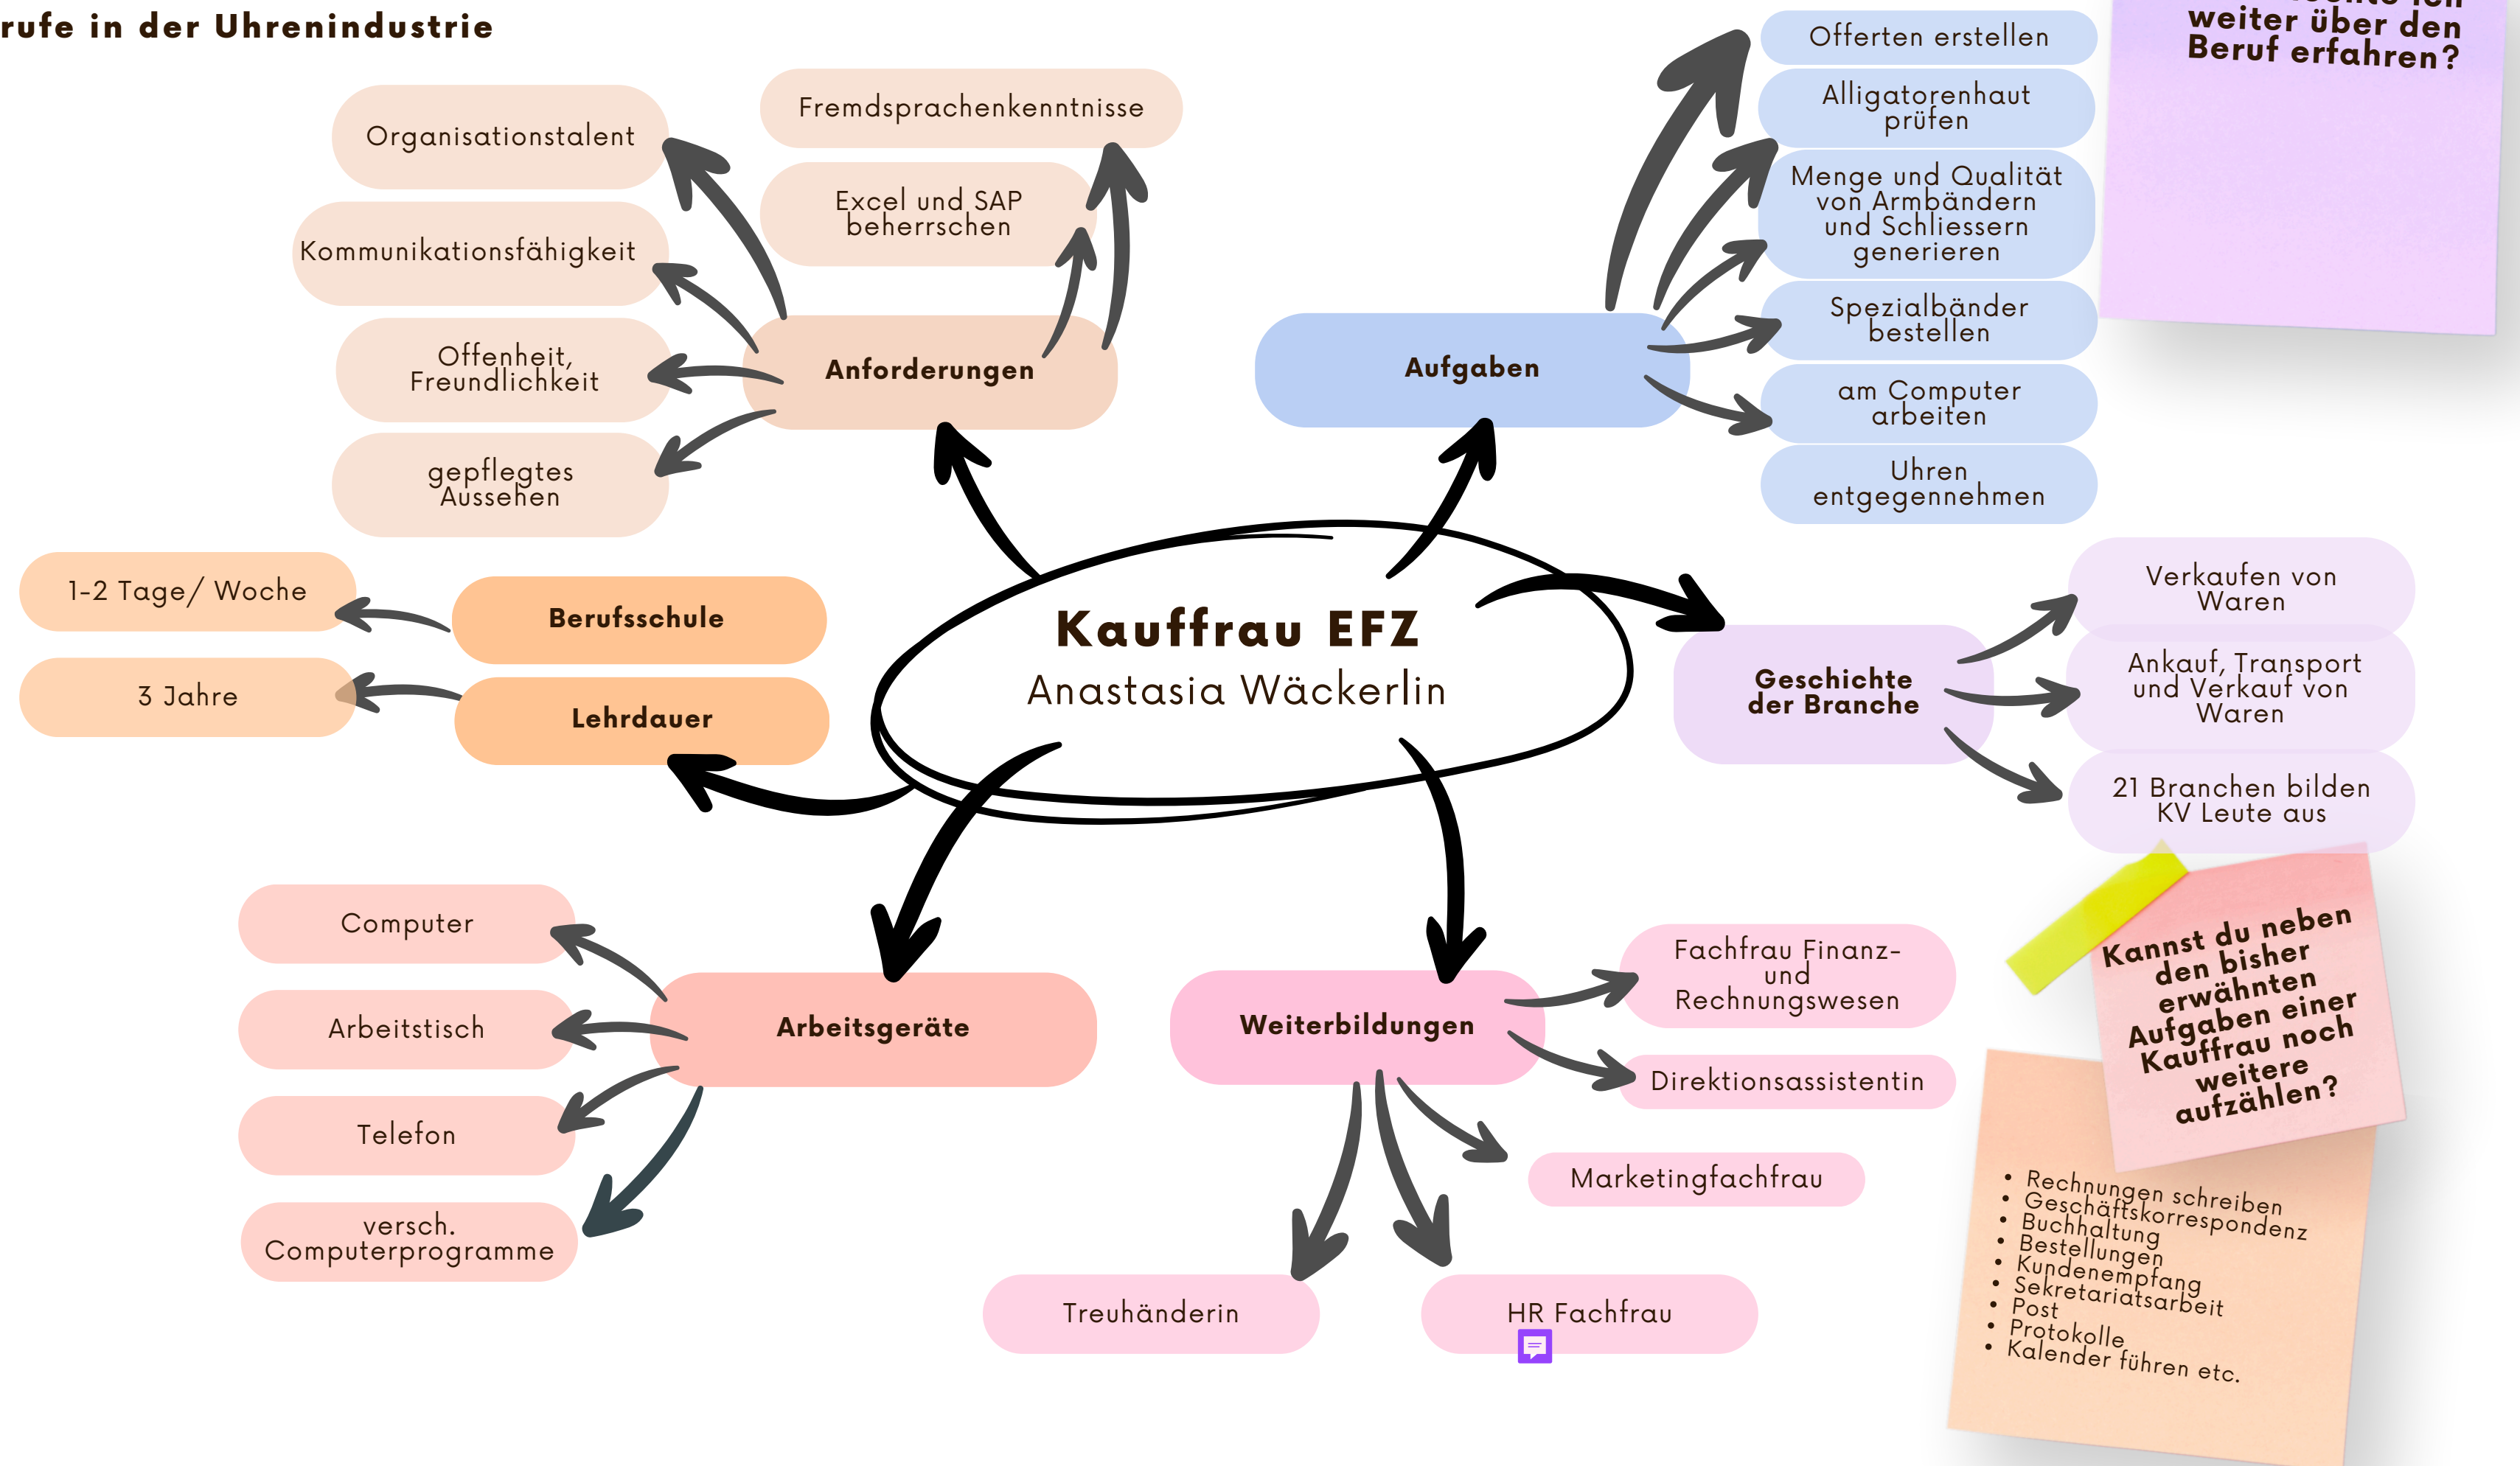 rufe in der Uhrenindustrie
weiter über den
Beruf erfahren?
Organisationstalent
Kommunikationsfähigkeit
Offenheit,
Freundlichkeit
gepflegtes
Aussehen
Fremdsprachenkenntnisse
Excel und SAP
beherrschen
Anforderungen
Aufgaben
Offerten erstellen
Alligatorenhaut
prüfen
Menge und Qualität
von Armbändern
und Schliessern
generieren
Spezialbänder
bestellen
am Computer
arbeiten
Uhren
entgegennehmen
1-2 Tage/ Woche
Berufsschule
3 Jahre
Lehrdauer
Kauffrau EFZ
Anastasia Wäckerlin
Geschichte
der Branche
Verkaufen von
Waren
Ankauf, Transport
und Verkauf von
Waren
21 Branchen bilden
KV Leute aus
Computer
Arbeitstisch
Telefon
versch.
Computerprogramme
Arbeitsgeräte
Weiterbildungen
Fachfrau Finanz-
und
Rechnungswesen
Direktionsassistentin
Marketingfachfrau
Treuhänderin
HR Fachfrau
Kannst du neben
den bisher
erwähnten
Aufgaben einer
Kauffrau noch
weitere
aufzählen?
• Rechnungen schreiben
• Geschäftskorrespondenz
• Buchhaltung
• Bestellungen
• Kundenempfang
• Sekretariatsarbeit
• Post
• Protokolle
• Kalender führen etc.